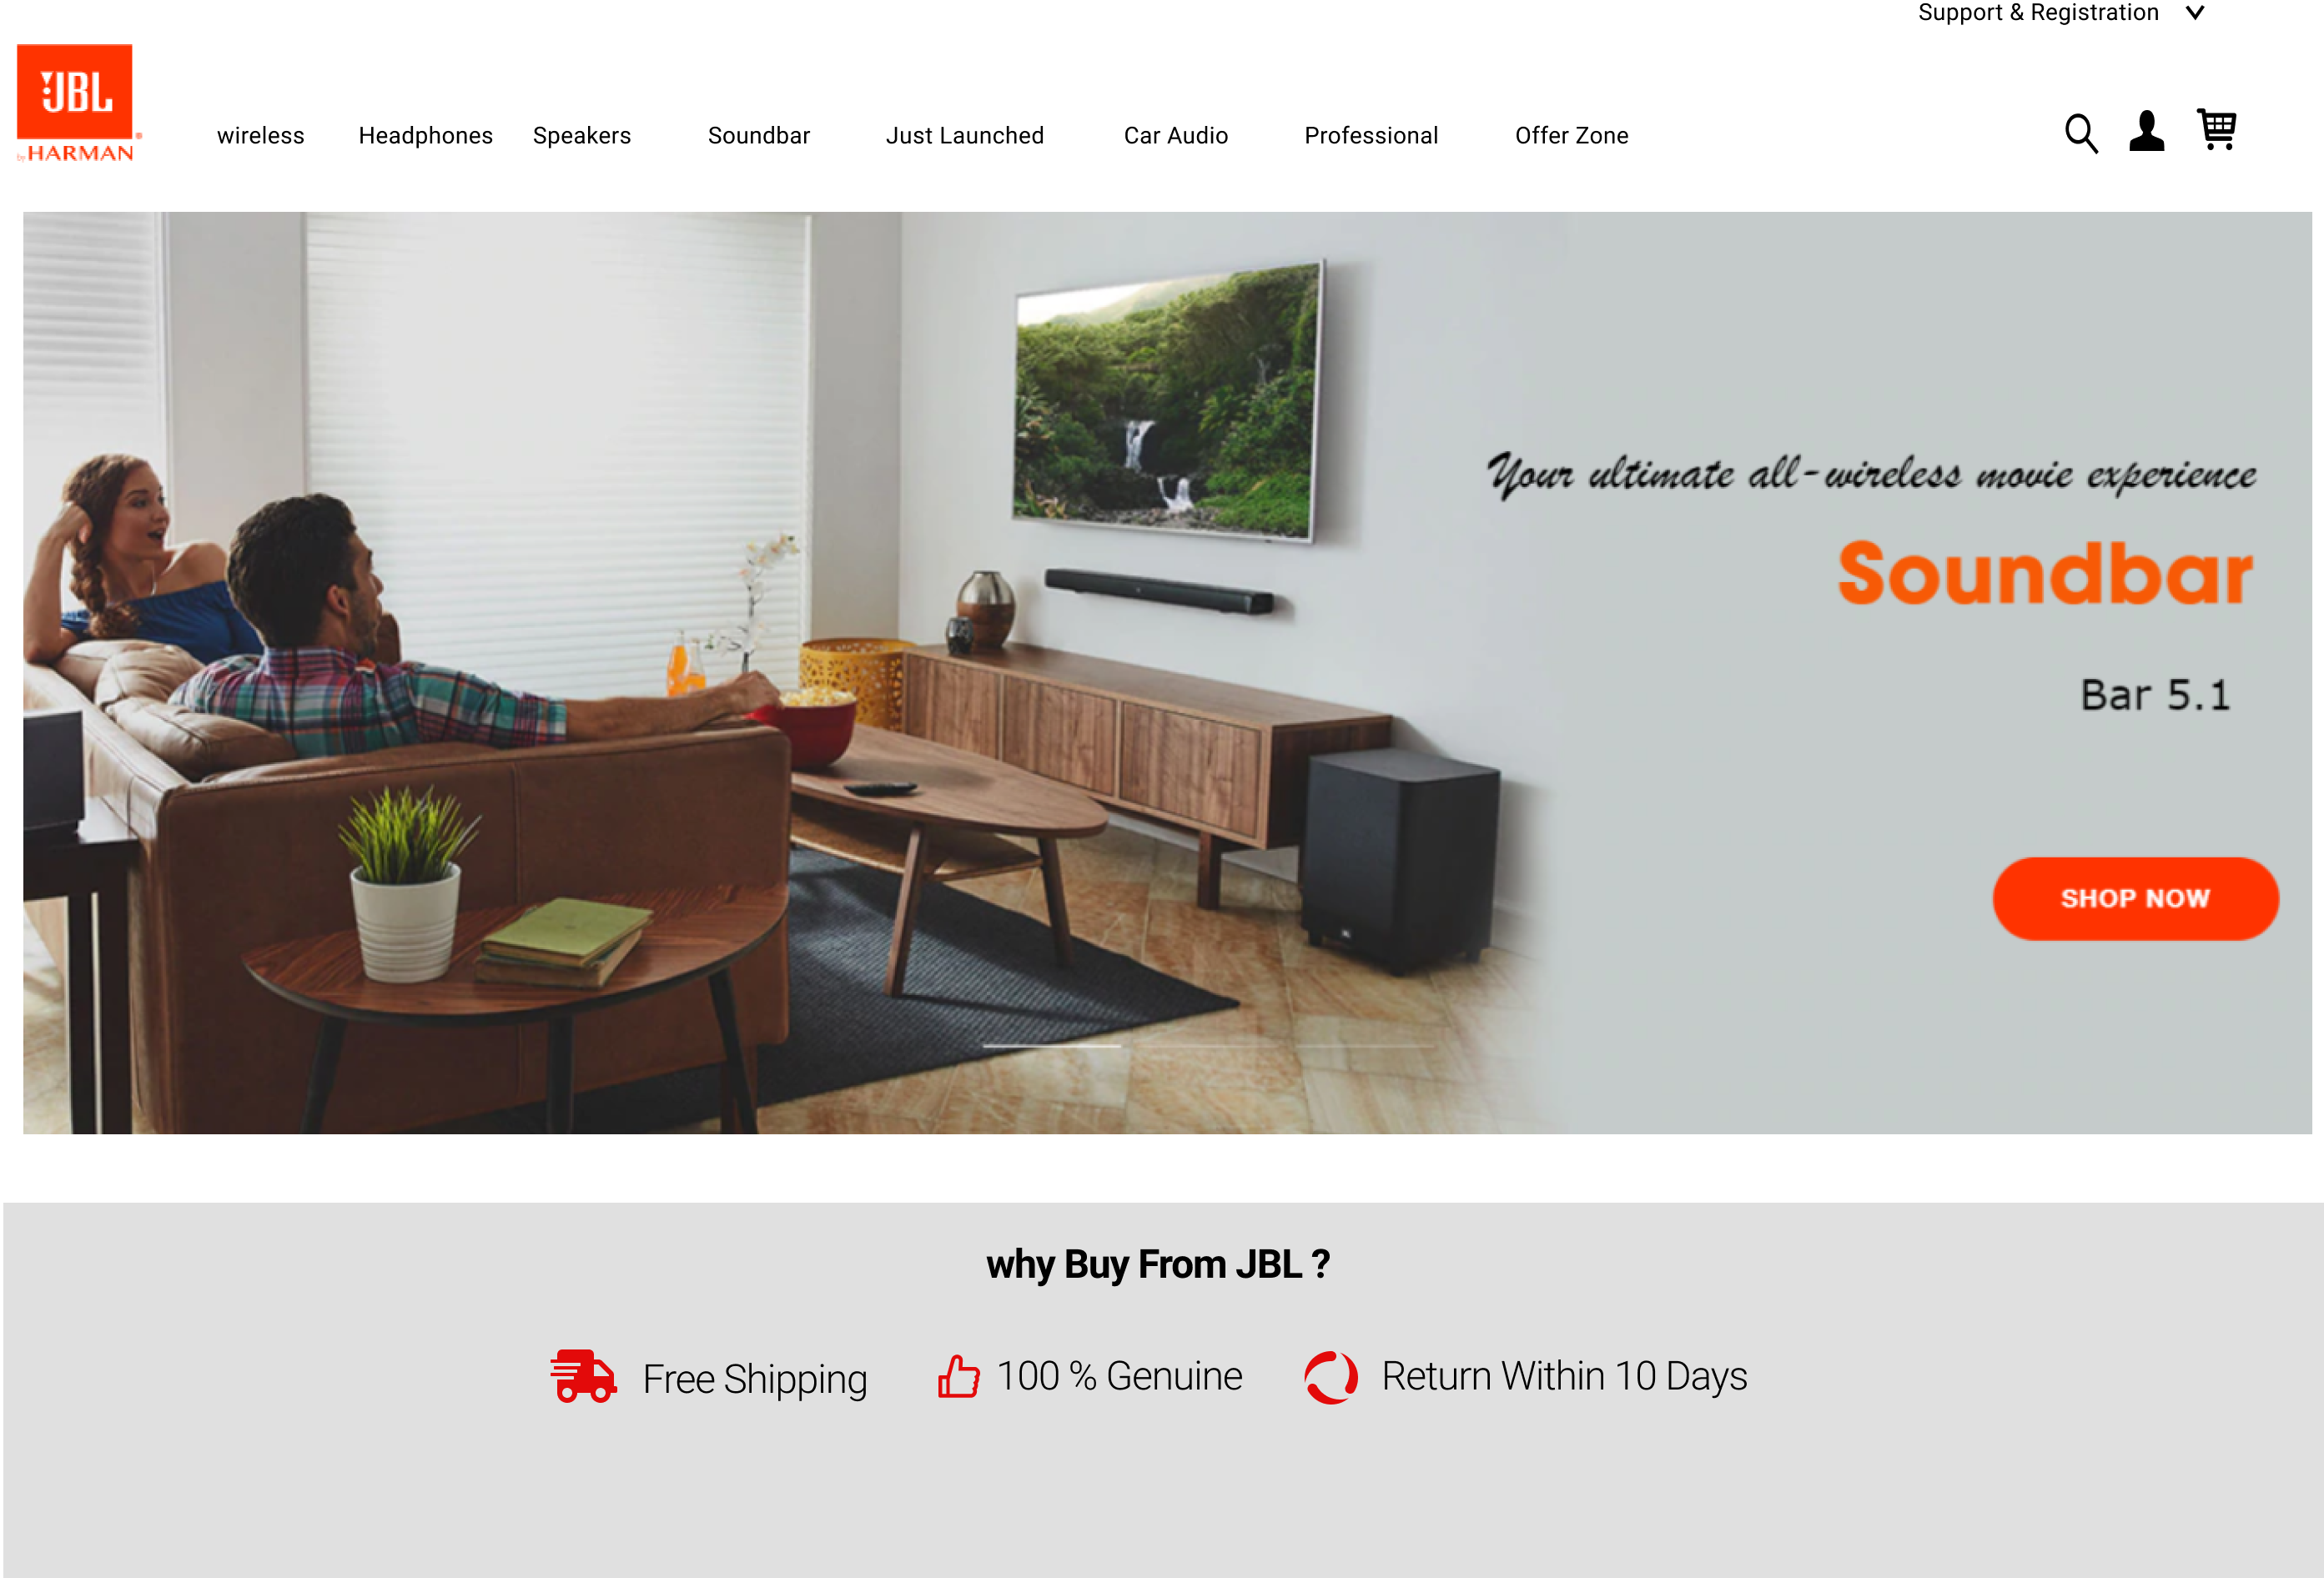 Support & Registration
JBL
by HARMAN
wireless Headphones Speakers Soundbar Just Launched Car Audio Professional Offer Zone
Your ultimate all-wireless movie experience
Soundbar
Bar 5.1
SHOP NOW
why Buy From JBL ?
Free Shipping 100 % Genuine Return Within 10 Days